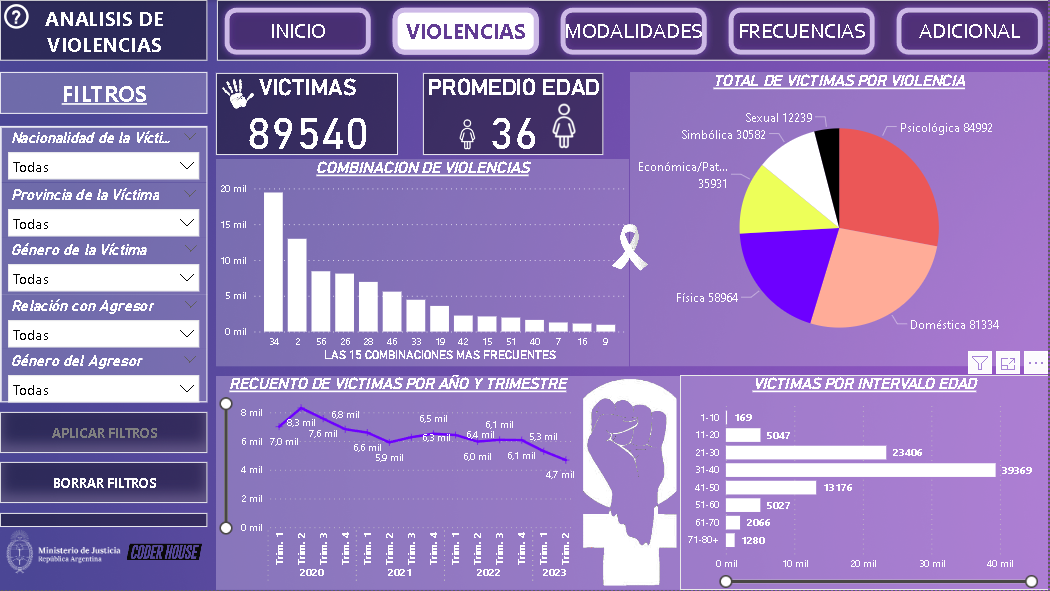 ?
ANALISIS DE
VIOLENCIAS
INICIO
VIOLENCIAS
MODALIDADES
FRECUENCIAS
ADICIONAL
FILTROS
Nacionalidad de la Vícti...
Todas
Provincia de la Víctima
Todas
Género de la Víctima
Todas
Relación con Agresor
Todas
Género del Agresor
Todas
APLICAR FILTROS
BORRAR FILTROS
Ministerio de Justicia
República Argentina
CODER HOUSE
VICTIMAS
89540
PROMEDIO EDAD
36
COMBINACION DE VIOLENCIAS
20 mil
10 mil
10 mil
5 mil
0 mil
34 2 8 16 26 28 46 33 19 42 15 51 40 7 16 9
LAS 15 COMBINACIONES MAS FRECUENTES
TOTAL DE VICTIMAS POR VIOLENCIA
Sexual 12239
Simbólica 30582
Económica/Pat...
35931
Física 58964
Psicológica 84992
Doméstica 81334
RECUENTO DE VICTIMAS POR AÑO Y TRIMESTRE
8 mil
6 mil
4 mil
2 mil
0 mil
7,0 mil
8,3 mil
7,6 mil
6,8 mil
6,6 mil
5,9 mil
6,3 mil
6,5 mil
6,4 mil
6,0 mil
6,1 mil
6,1 mil
5,3 mil
4,7 mil
Trim. 1 Trim. 2 Trim. 3 Trim. 4 Trim. 1 Trim. 2 Trim. 3 Trim. 4 Trim. 1 Trim. 2 Trim. 3 Trim. 4 Trim. 1 Trim. 2
2020 2021 2022 2023
VICTIMAS POR INTERVALO EDAD
1-10 169
11-20 5047
21-30 23406
31-40 39369
41-50 13176
51-60 5027
61-70 2066
71-80+ 1280
0 mil 10 mil 20 mil 30 mil 40 mil